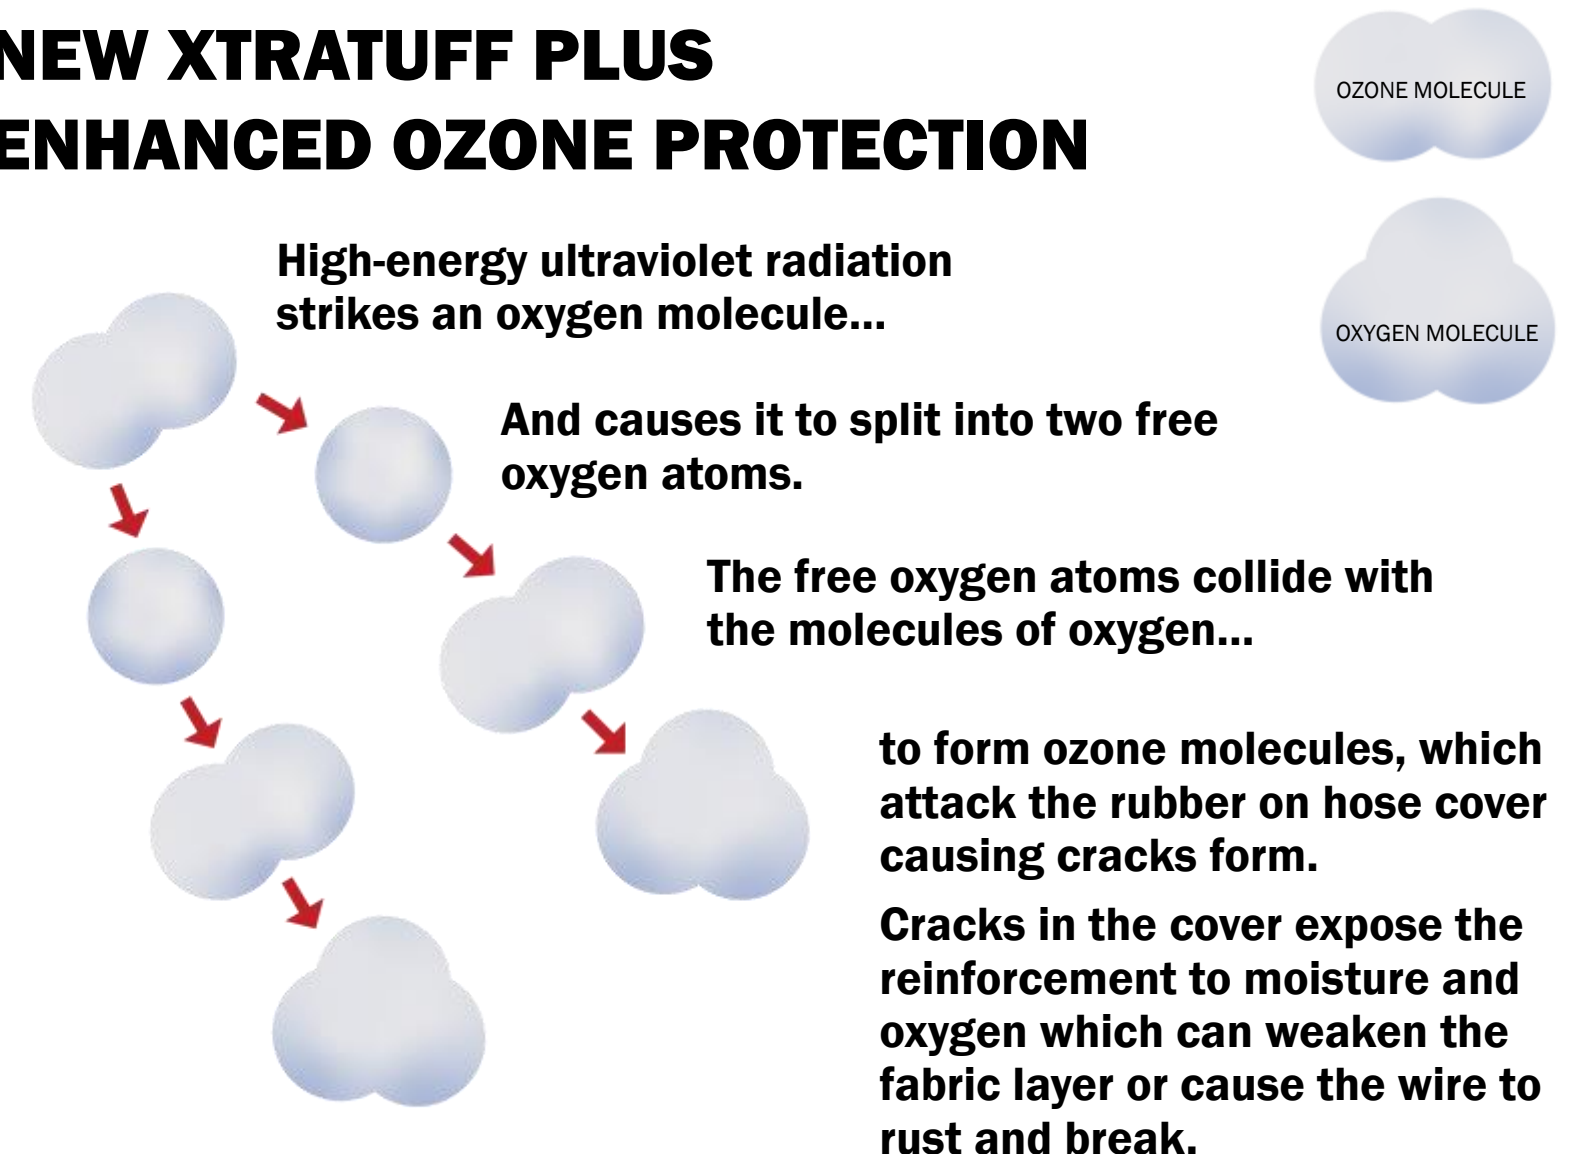 NEW XTRATUFF PLUS
ENHANCED OZONE PROTECTION
OZONE MOLECULE
OXYGEN MOLECULE
High-energy ultraviolet radiation
strikes an oxygen molecule...
And causes it to split into two free
oxygen atoms.
The free oxygen atoms collide with
the molecules of oxygen...
to form ozone molecules, which
attack the rubber on hose cover
causing cracks form.
Cracks in the cover expose the
reinforcement to moisture and
oxygen which can weaken the
fabric layer or cause the wire to
rust and break.